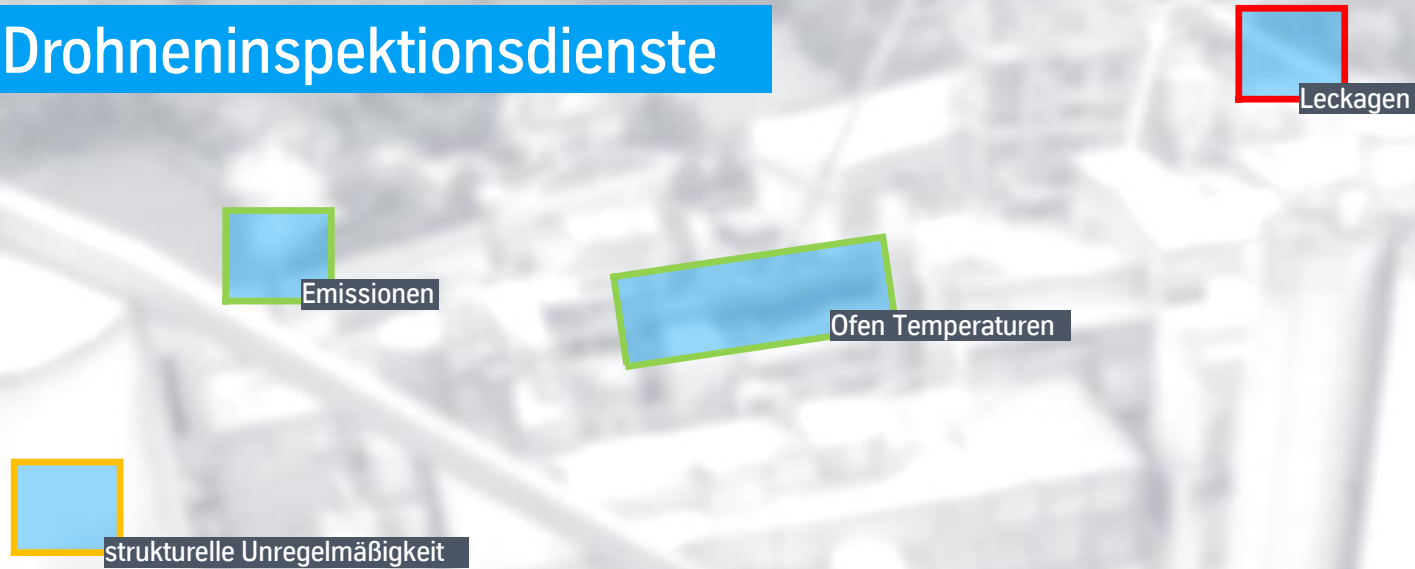 Drohneninspektionsdienste
Leckagen
Emissionen
Ofen Temperaturen
strukturelle Unregelmäßigkeit